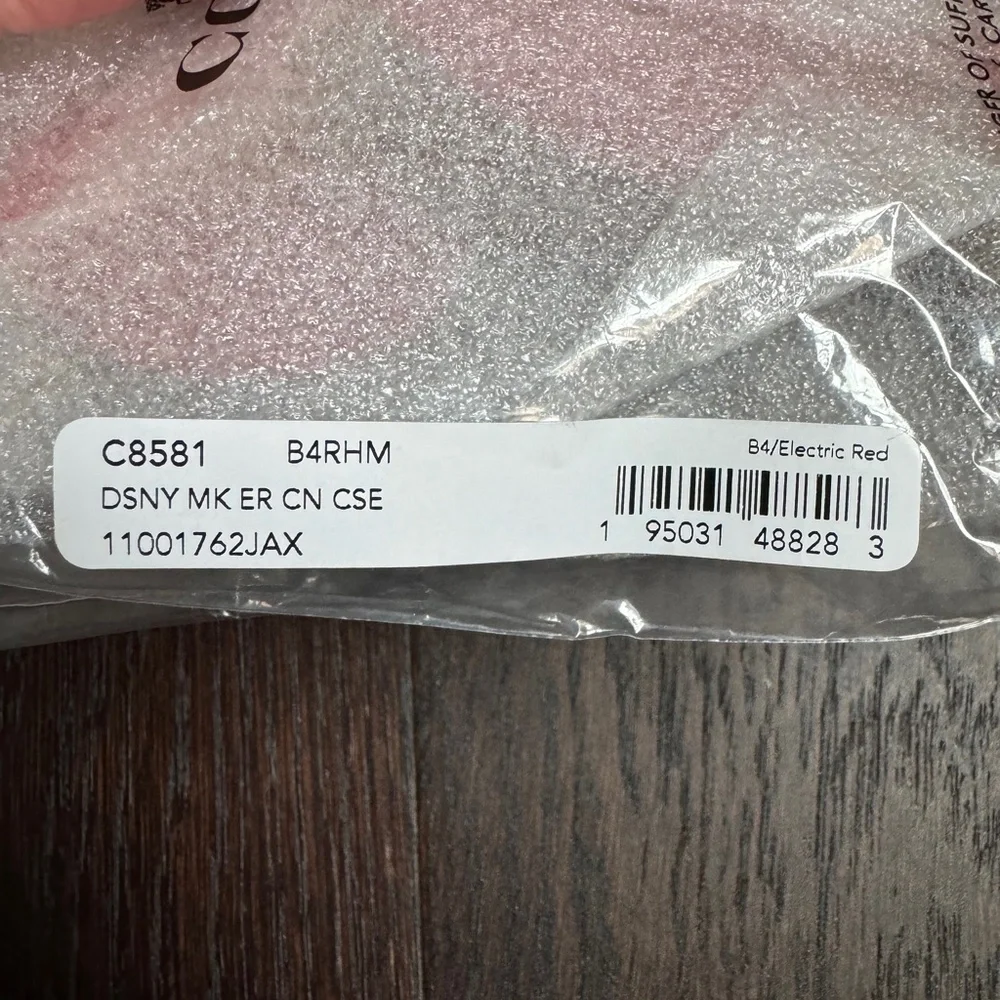 C8581 B4RHM B4/Electric Red
DSNY MK ER CN CSE
11001762JAX
1 95031 48828 3